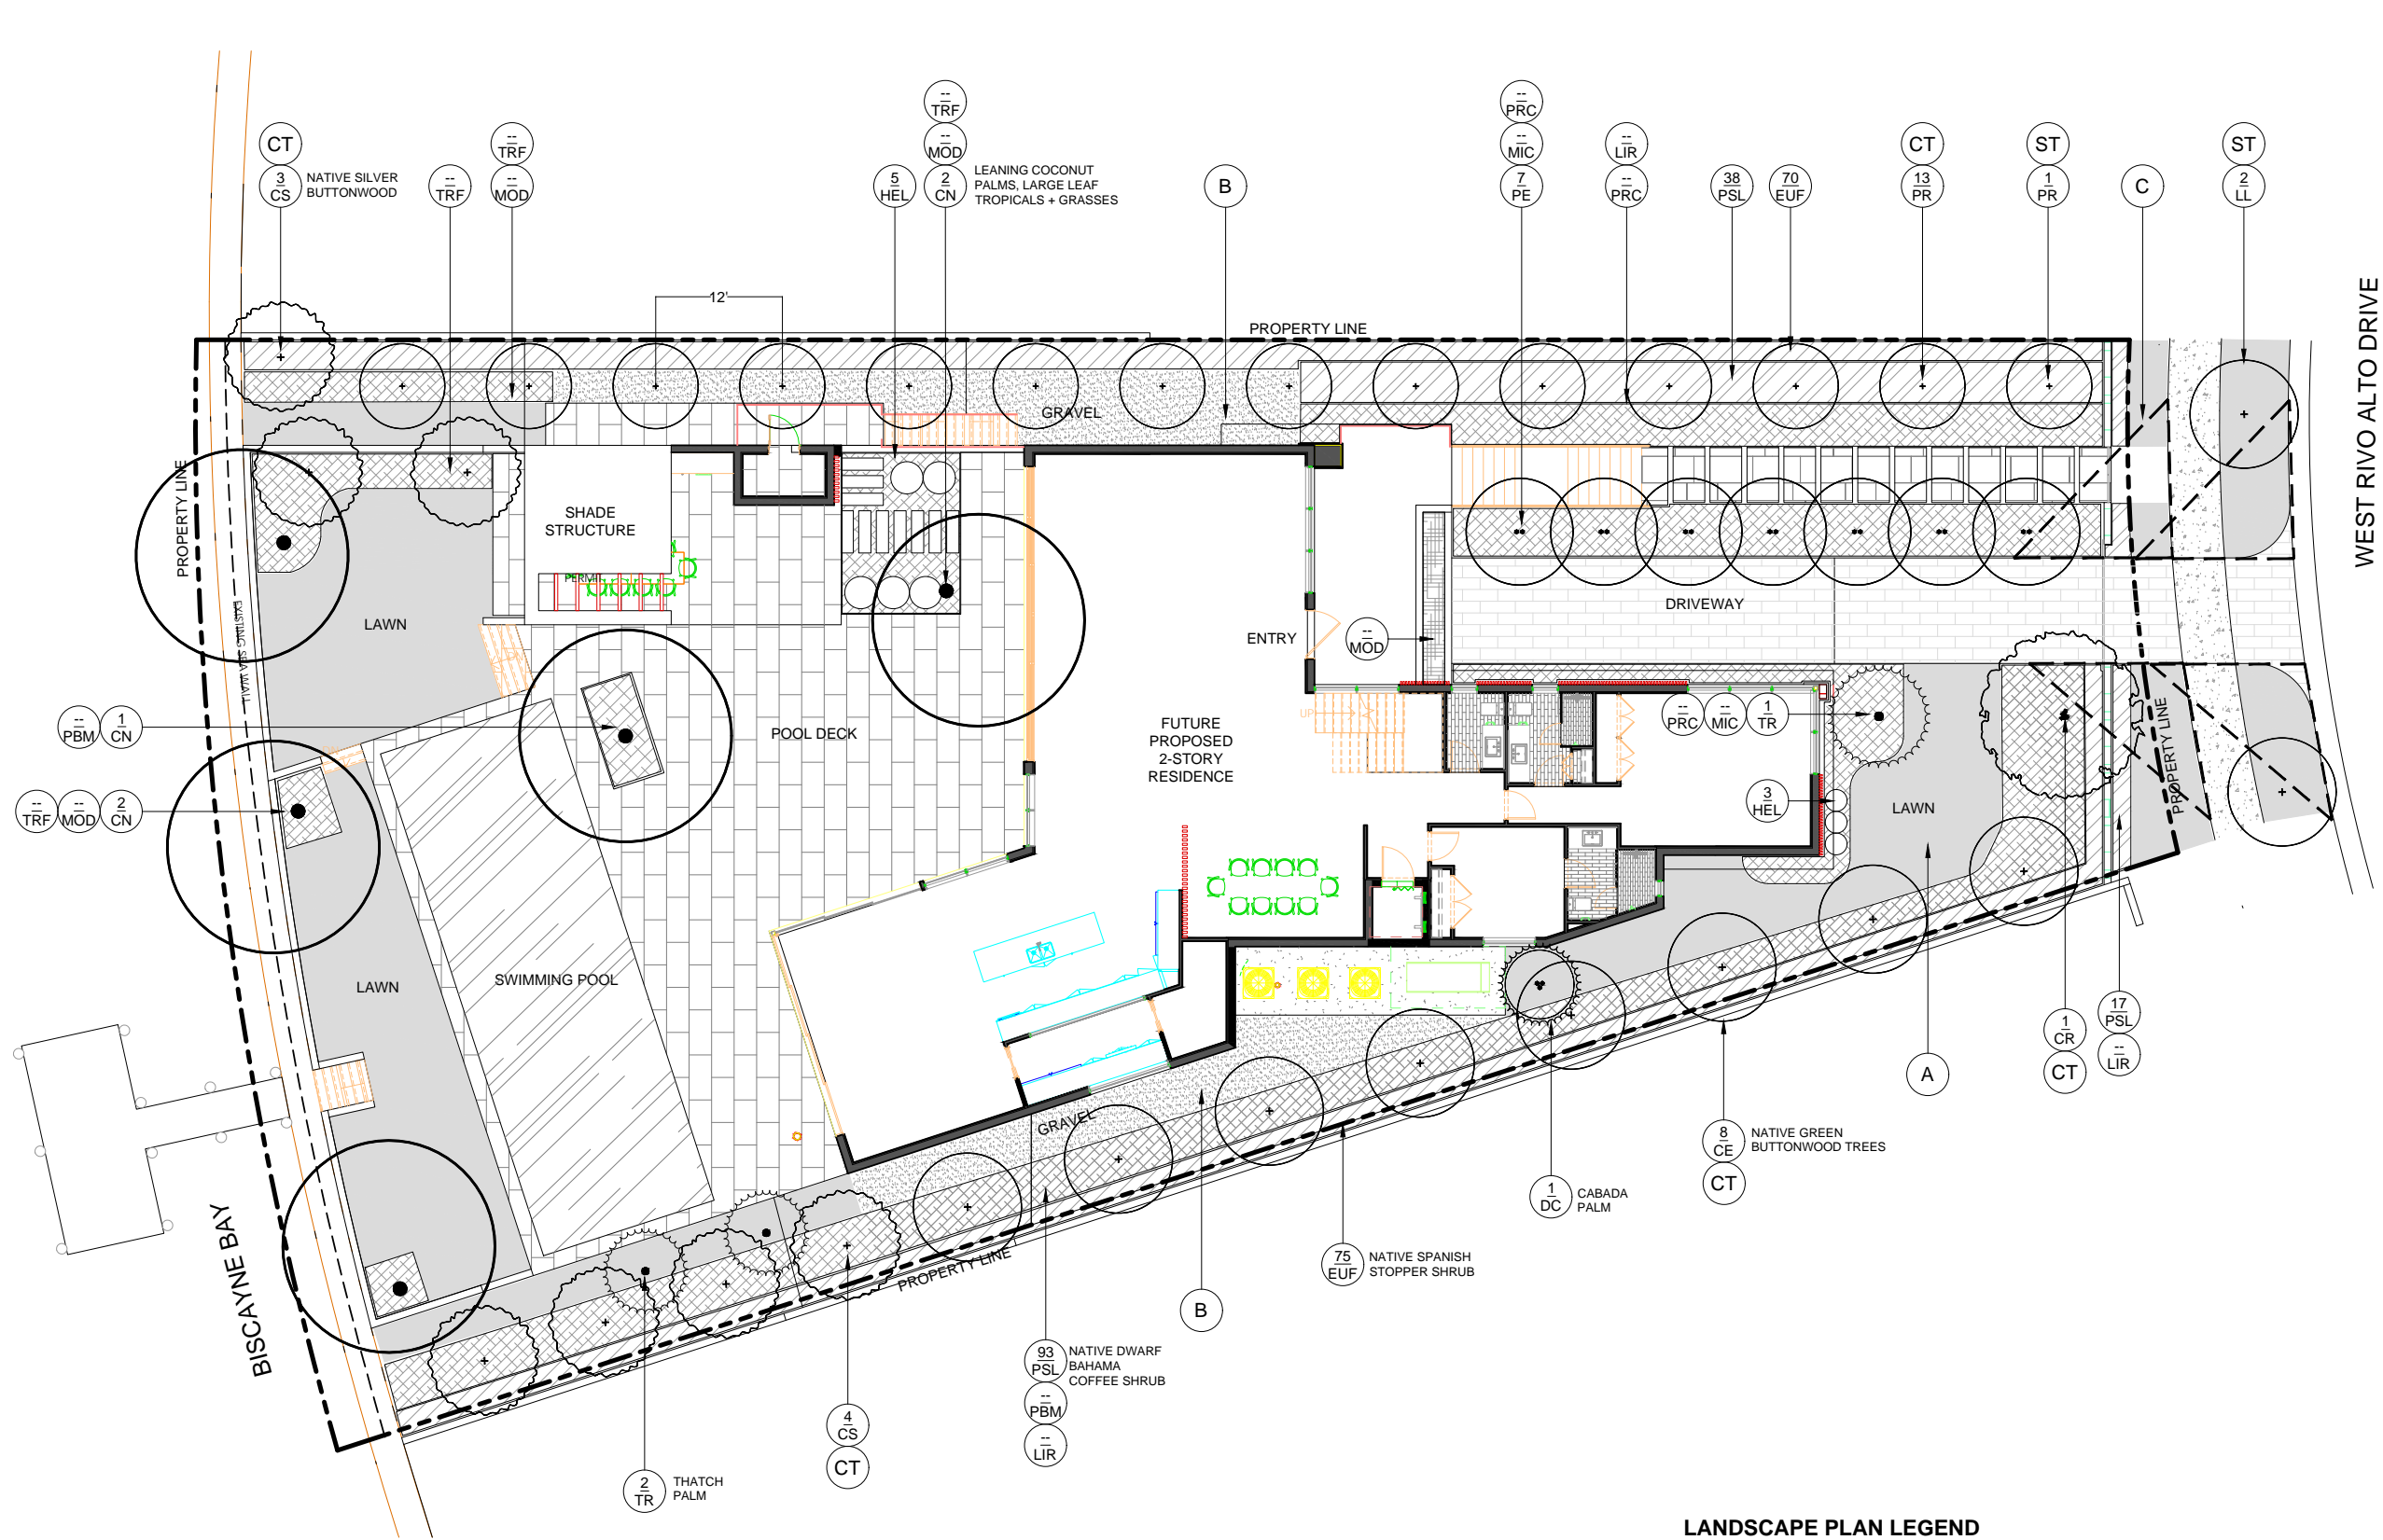 --
TRF
--
PRC
CT
--
TRF
--
MOD
--
MIC
--
LIR
CT
ST
ST
3
CS
NATIVE SILVER
BUTTONWOOD
--
TRF
--
MOD
5
HEL
2
CN
LEANING COCONUT
PALMS, LARGE LEAF
TROPICALS + GRASSES
B
7
PE
--
PRC
38
PSL
70
EUF
13
PR
1
PR
C
2
LL
WEST RIVO ALTO DRIVE
12'
PROPERTY LINE
GRAVEL
PROPERTY LINE
SHADE
STRUCTURE
PERMIT
LAWN
EXISTING SEA WALL
DRIVEWAY
ENTRY
--
MOD
--
PBM
1
CN
POOL DECK
FUTURE
PROPOSED
2-STORY
RESIDENCE
UP
--
PRC
--
MIC
1
TR
PROPERTY LINE
--
TRF
--
MOD
2
CN
3
HEL
LAWN
LAWN
SWIMMING POOL
GRAVEL
A
1
CR
CT
17
PSL
--
LIR
8
CE
NATIVE GREEN
BUTTONWOOD TREES
CT
1
DC
CABADA
PALM
BISCAYNE BAY
PROPERTY LINE
75
EUF
NATIVE SPANISH
STOPPER SHRUB
B
93
PSL
NATIVE DWARF
BAHAMA
COFFEE SHRUB
--
PBM
--
LIR
4
CS
CT
2
TR
THATCH
PALM
LANDSCAPE PLAN LEGEND